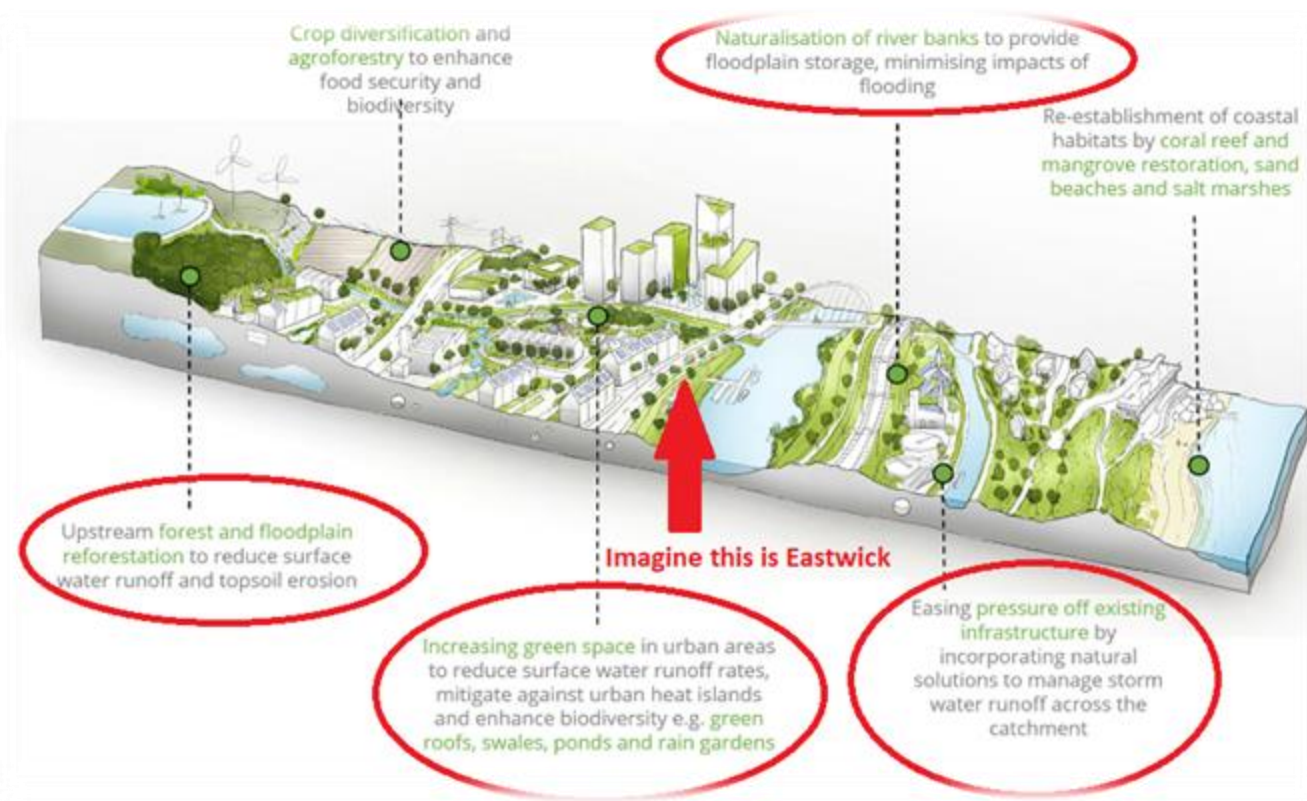 Crop diversification and
agroforestry to enhance
food security and
biodiversity
Naturalisation of river banks to provide
floodplain storage, minimising impacts of
flooding
Re-establishment of coastal
habitats by coral reef and
mangrove restoration, sand
beaches and salt marshes
Upstream forest and floodplain
reforestation to reduce surface
water runoff and topsoil erosion
Imagine this is Eastwick
Increasing green space in urban areas
to reduce surface water runoff rates,
mitigate against urban heat islands
and enhance biodiversity e.g. green
roofs, swales, ponds and rain gardens
Easing pressure off existing
infrastructure by
incorporating natural
solutions to manage storm
water runoff across the
catchment